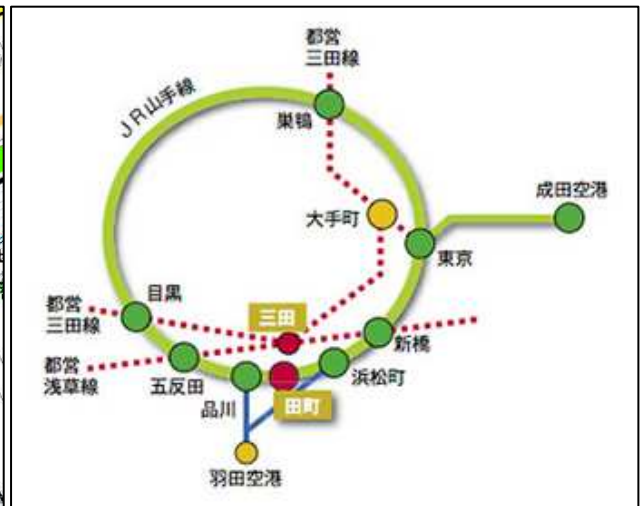 都営
三田線
JR山手線
巣鴨
成田空港
大手町
東京
目黒
都営
三田線
三田
新橋
都営
浅草線
五反田
浜松町
品川
田町
羽田空港